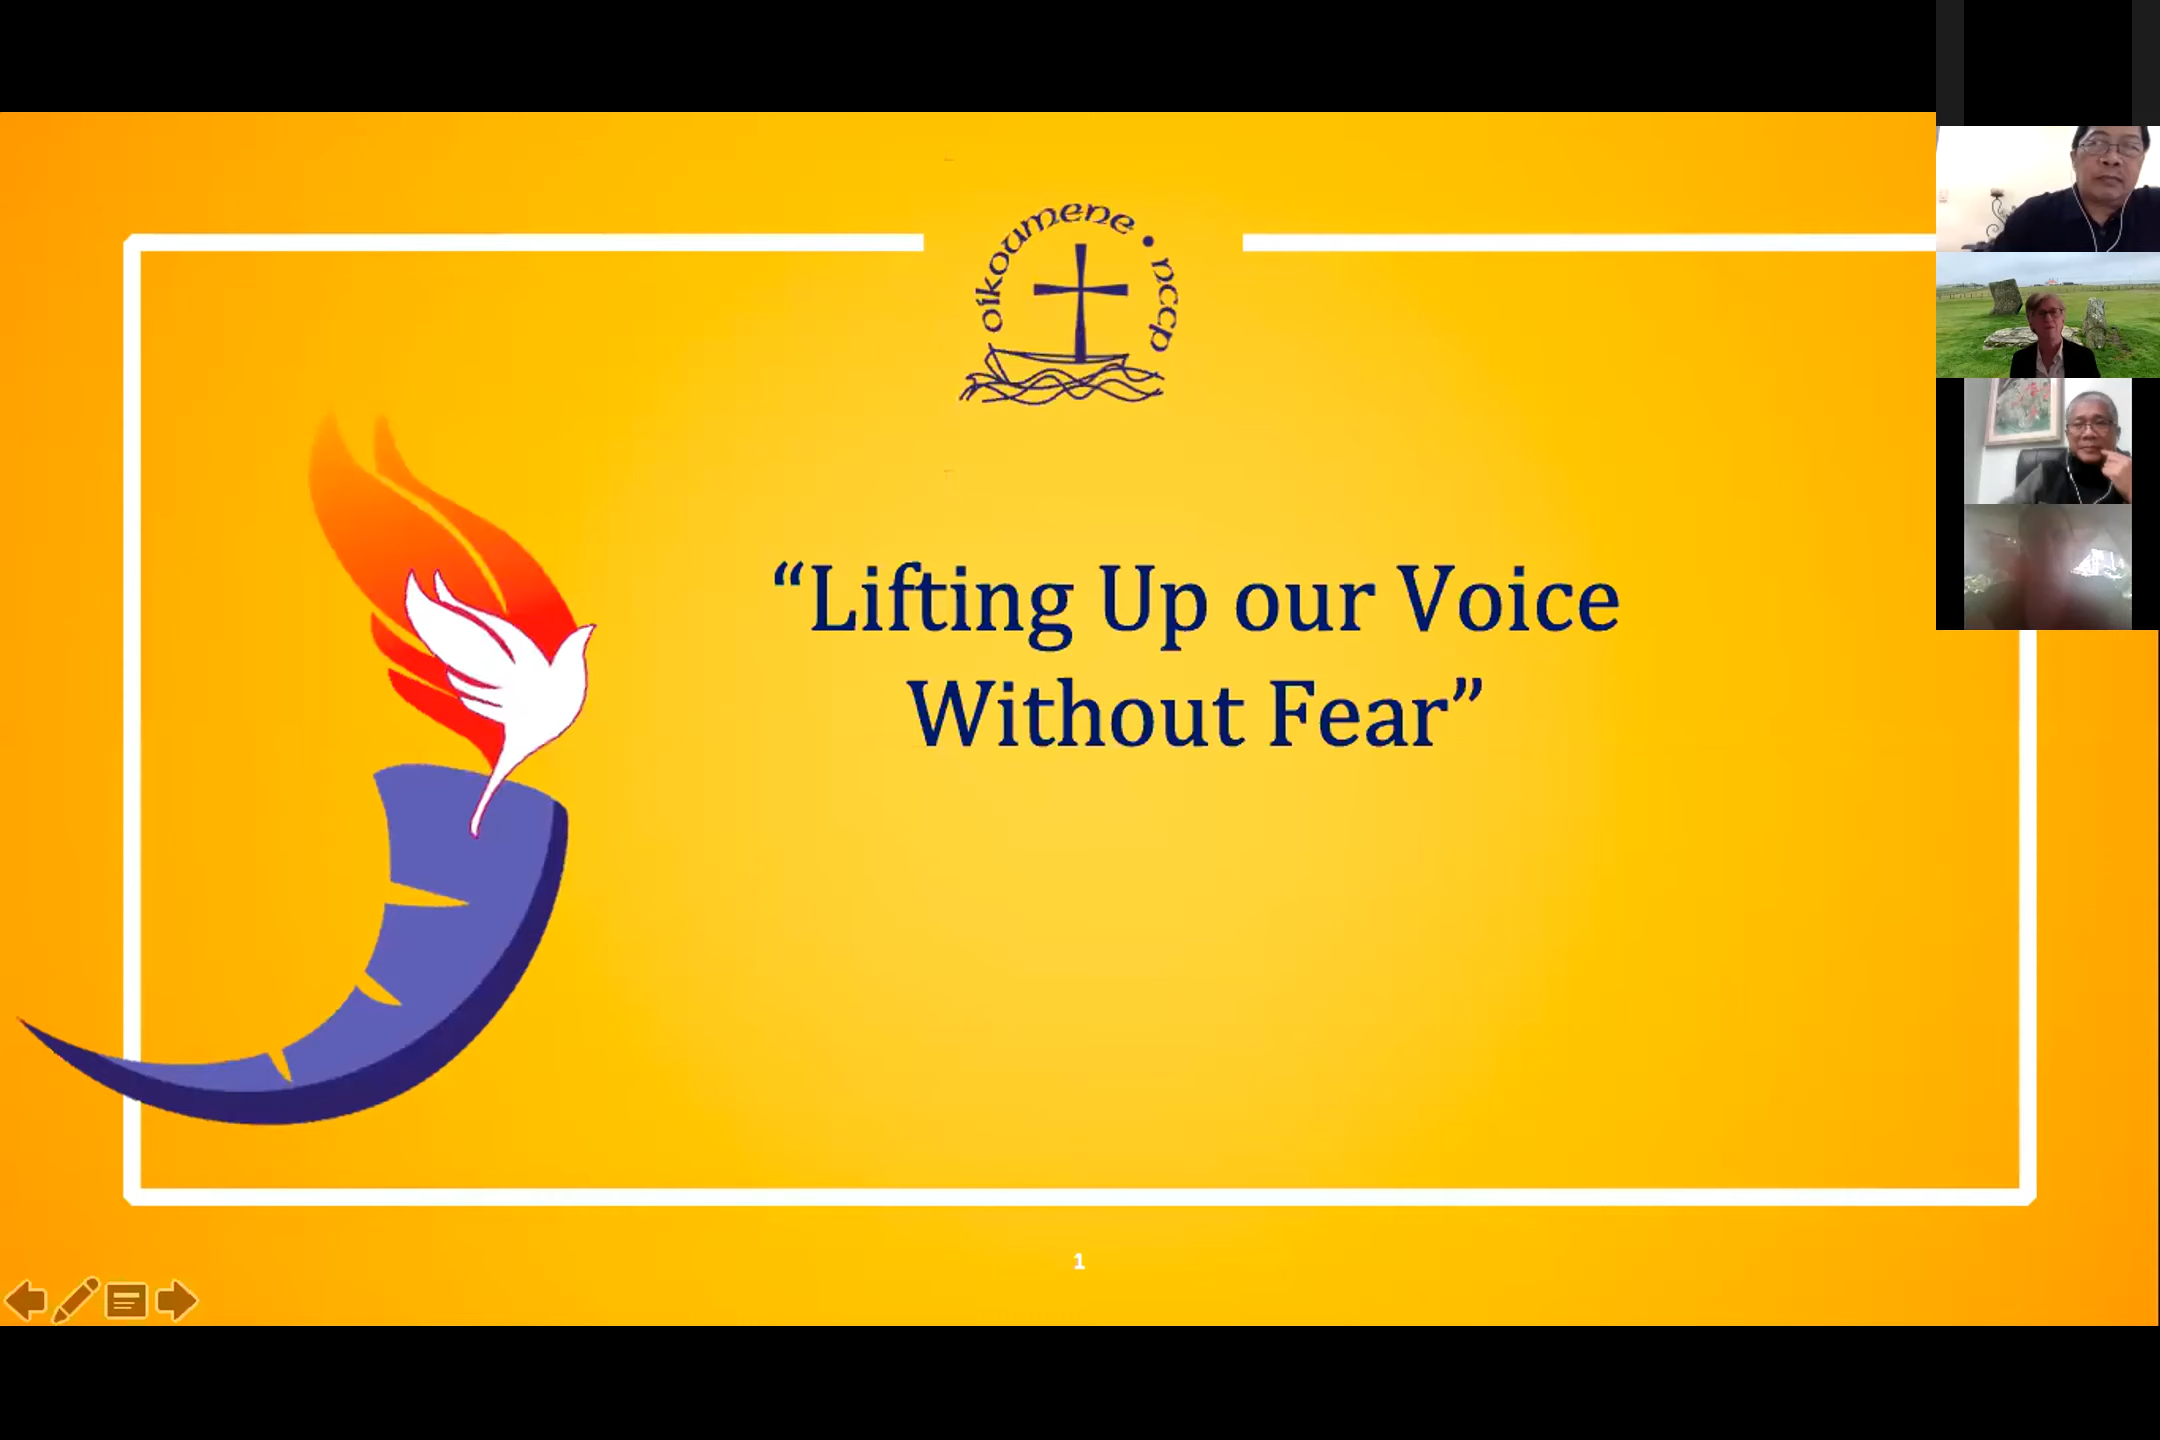 oikoumene • nccp
“Lifting Up our Voice
Without Fear”
1